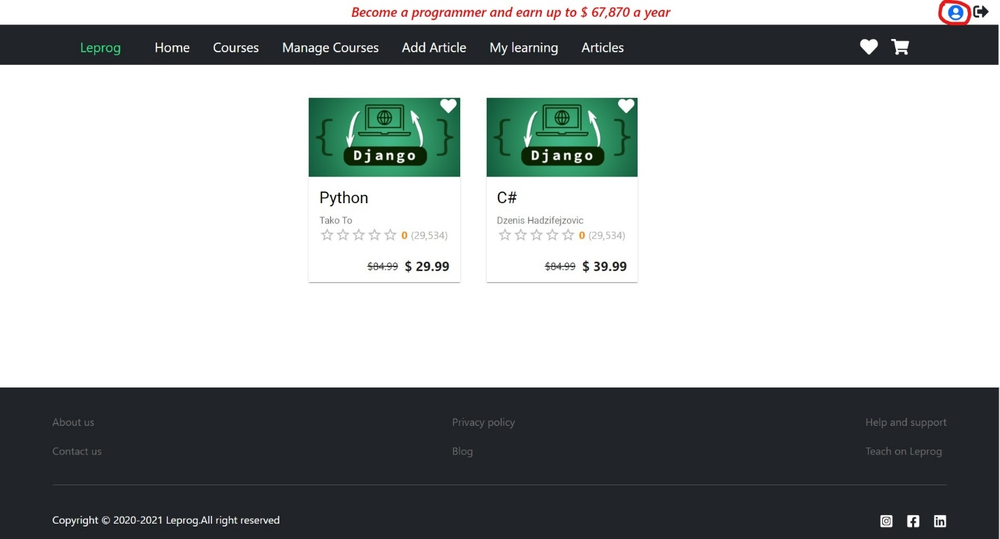 Become a programmer and earn up to $ 67,870 a year
Leprog Home Courses Manage Courses Add Article My learning Articles
Django
Python
Tako To
0 (29,534)
$84.99 $ 29.99
Django
C#
Dzenis Hadzifejzovic
0 (29,534)
$84.99 $ 39.99
About us Privacy policy Help and support
Contact us Blog Teach on Leprog
Copyright © 2020-2021 Leprog.All right reserved